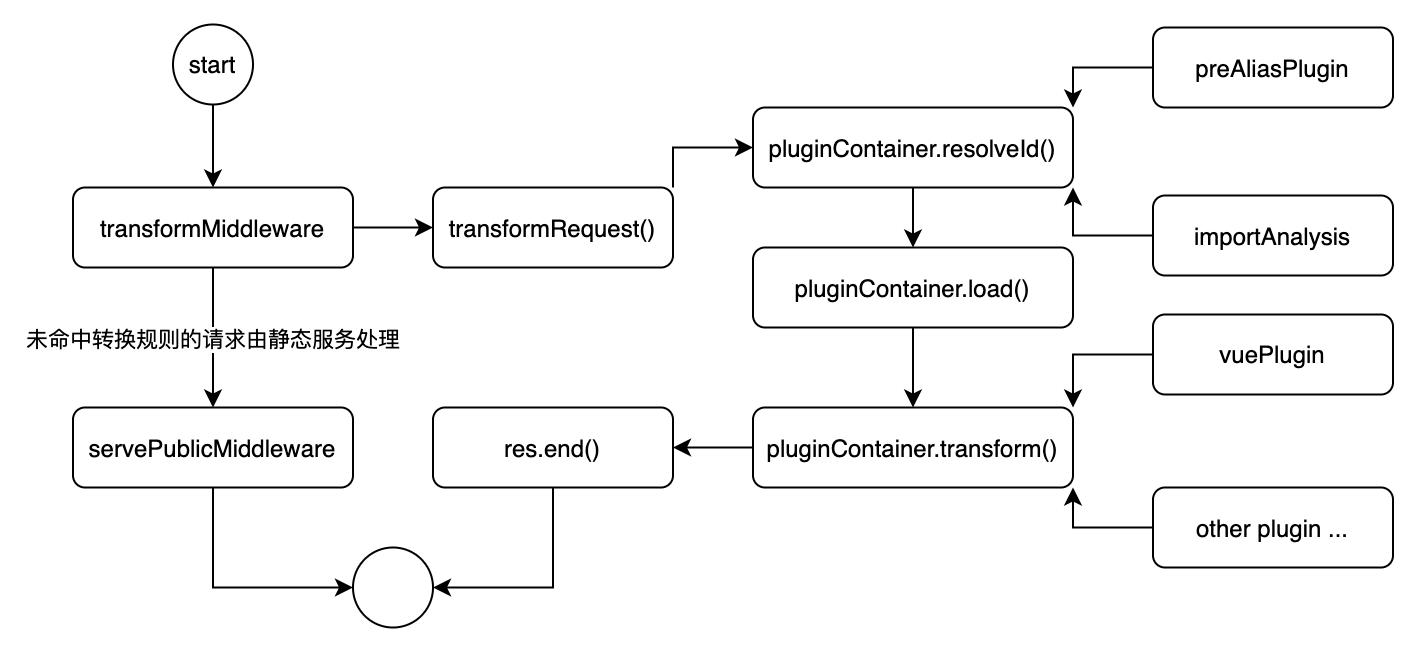 start
preAliasPlugin
pluginContainer.resolveId()
transformMiddleware
transformRequest()
importAnalysis
pluginContainer.load()
未命中转换规则的请求由静态服务处理
vuePlugin
servePublicMiddleware
res.end()
pluginContainer.transform()
other plugin ...